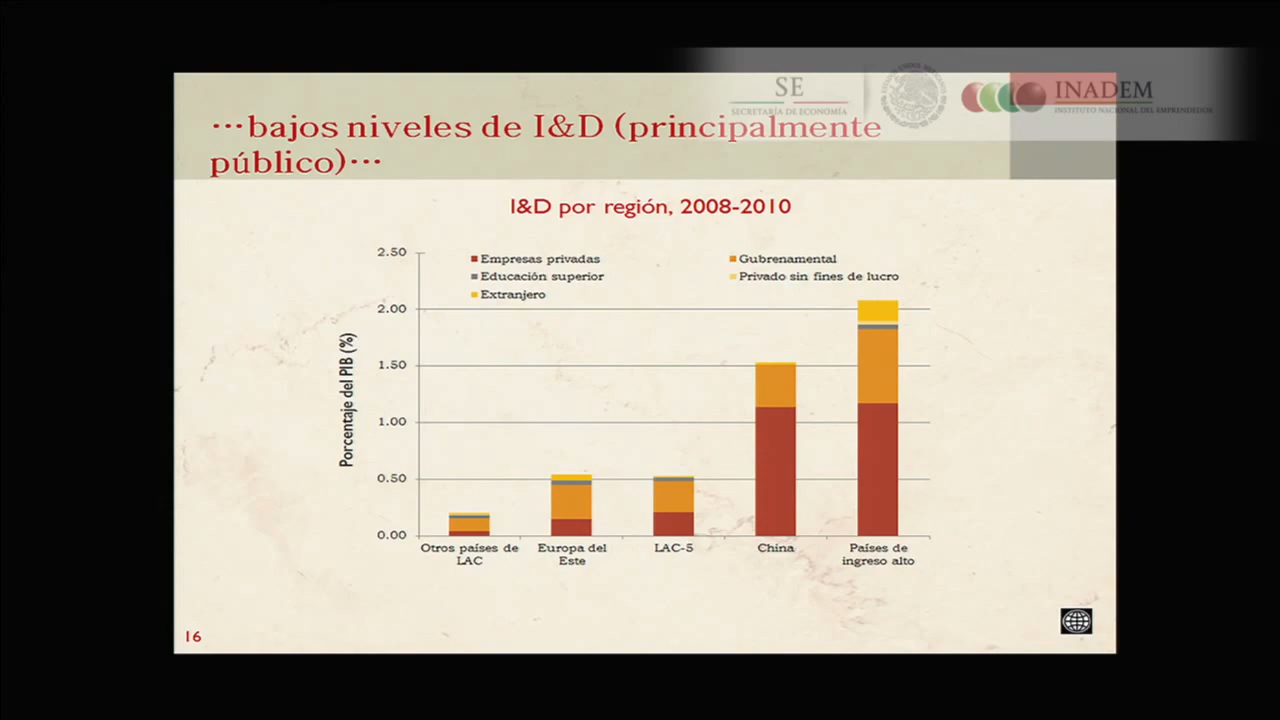 SE
SECRETARÍA DE ECONOMÍA
INADEM
INSTITUTO NACIONAL DEL EMPRENDEDOR
···bajos niveles de I&D (principalmente
público)···
I&D por región, 2008-2010
Empresas privadas
Gubrenamental
Educación superior
Privado sin fines de lucro
Extranjero
Porcentaje del PIB (%)
2.50
2.00
1.50
1.00
0.50
0.00
Otros países de
LAC
Europa del
Este
LAC-5
China
Países de
ingreso alto
16